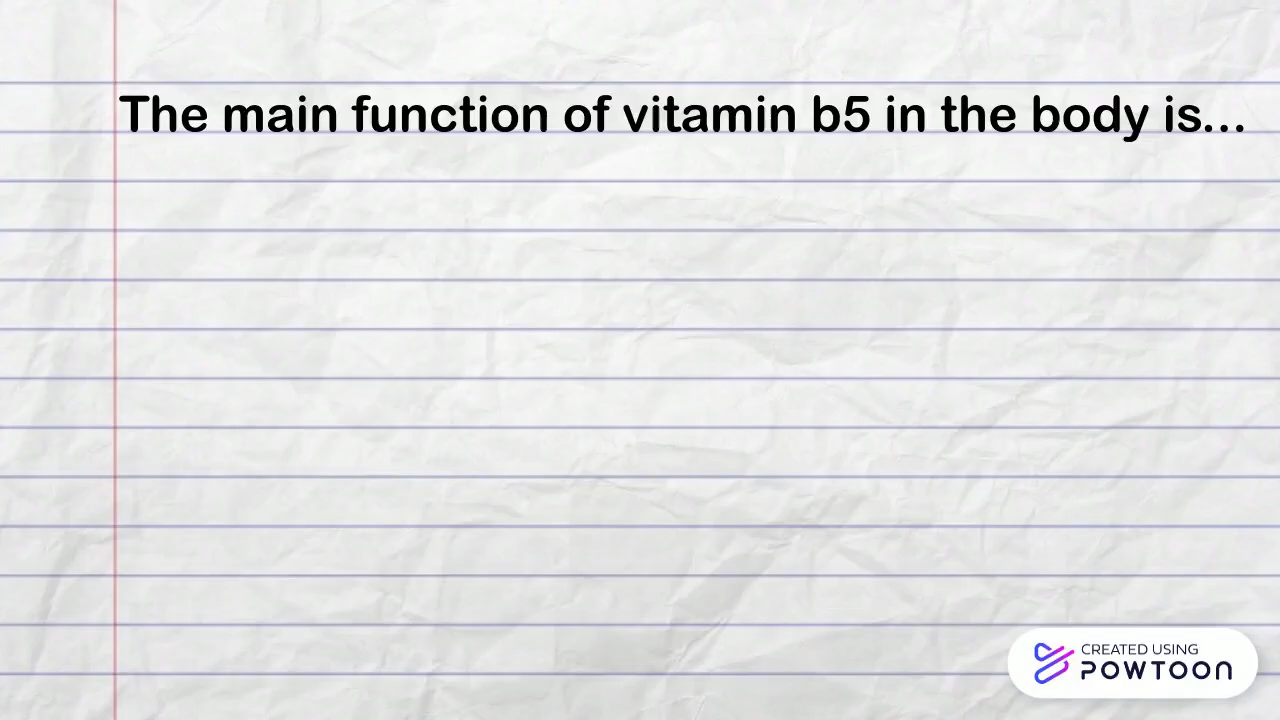 The main function of vitamin b5 in the body is...
CREATED USING
POWTOON